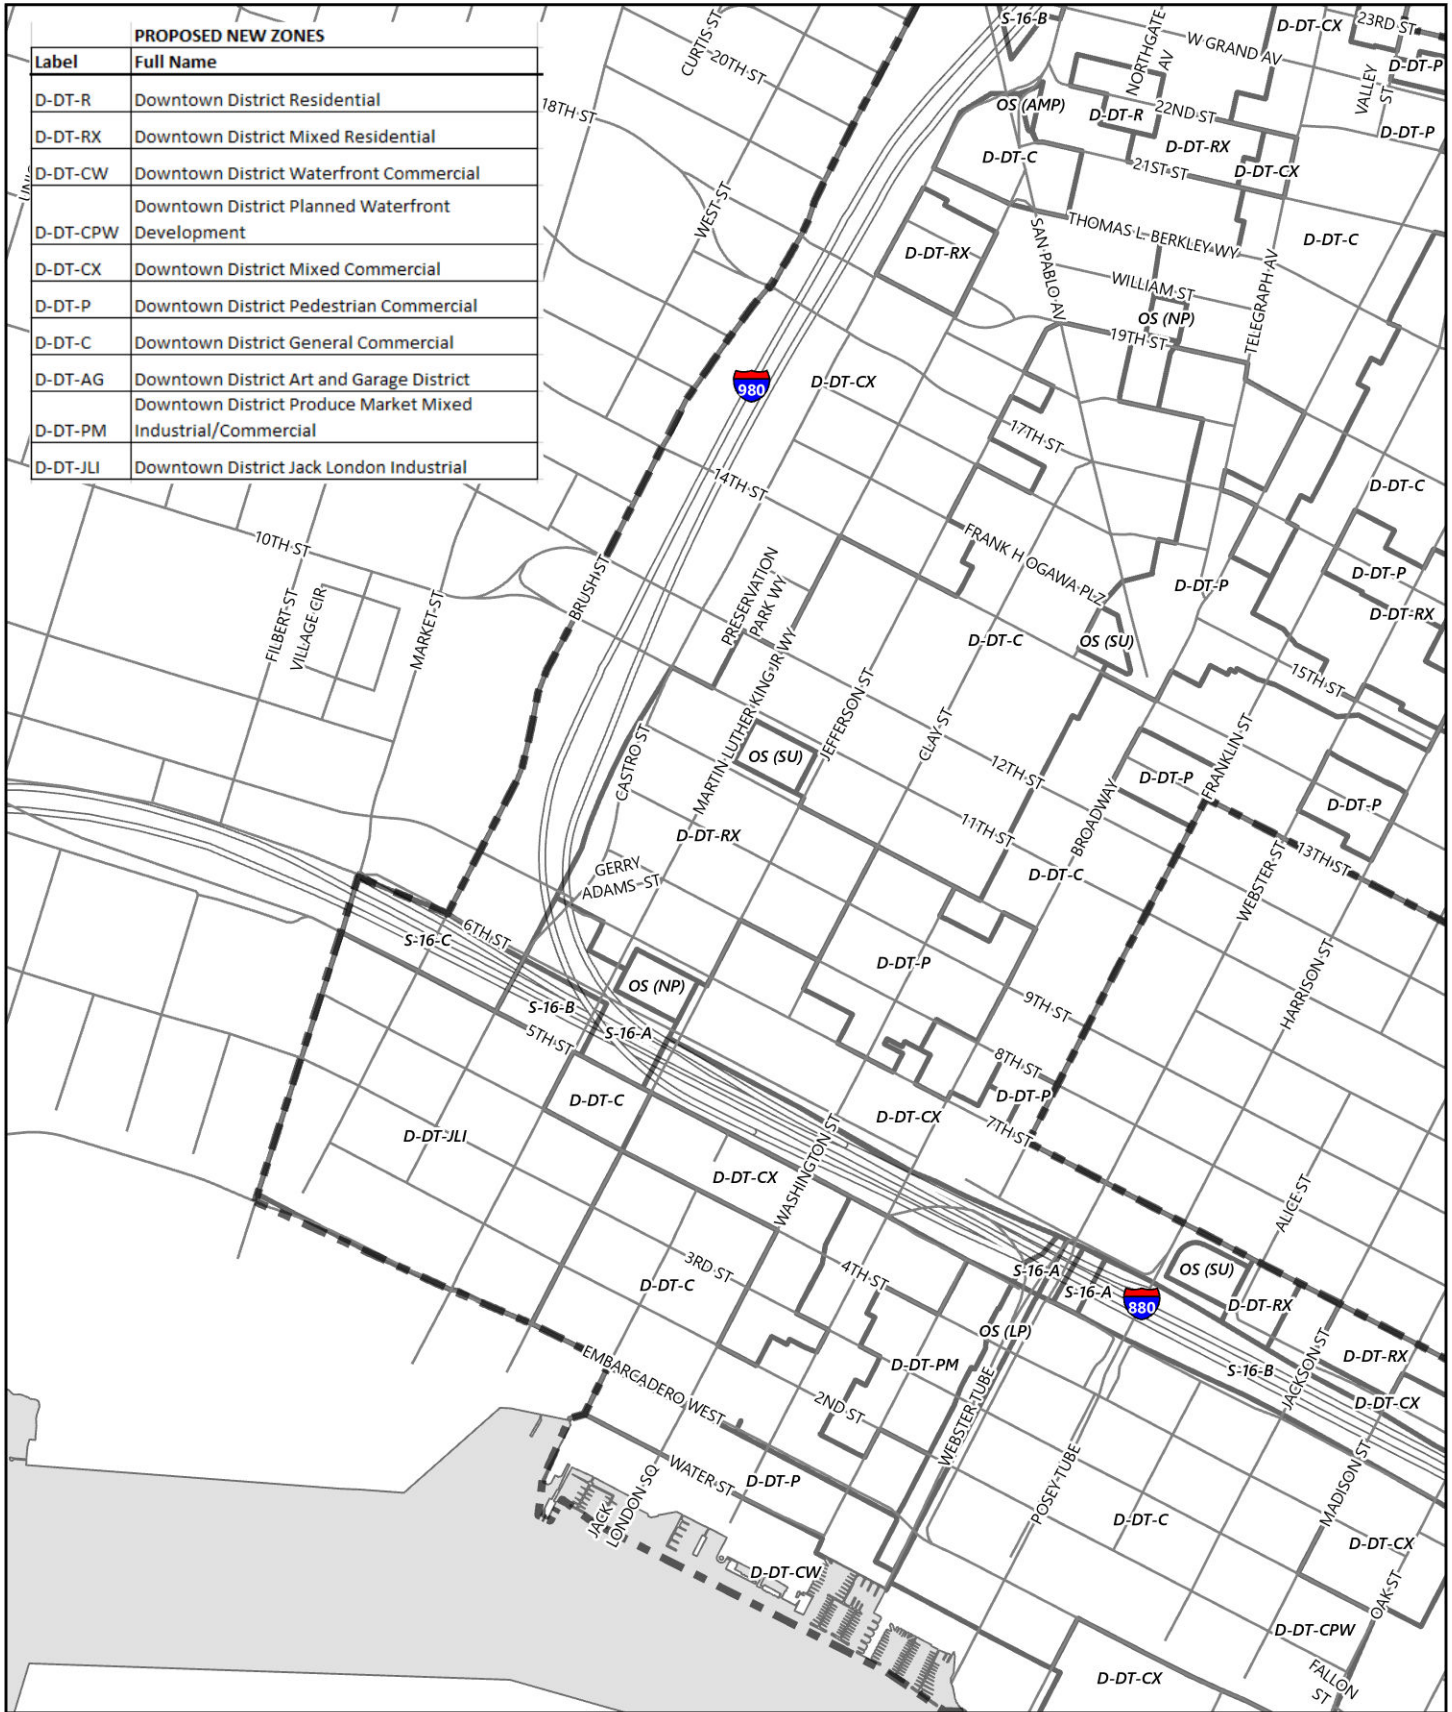 PROPOSED NEW ZONES
Label Full Name
D-DT-R Downtown District Residential
D-DT-RX Downtown District Mixed Residential
D-DT-CW Downtown District Waterfront Commercial
Downtown District Planned Waterfront
D-DT-CPW Development
D-DT-CX Downtown District Mixed Commercial
D-DT-P Downtown District Pedestrian Commercial
D-DT-C Downtown District General Commercial
D-DT-AG Downtown District Art and Garage District
Downtown District Produce Market Mixed
D-DT-PM Industrial/Commercial
D-DT-JLI Downtown District Jack London Industrial
S-16-B
D-DT-CX
23RD ST
CURTIS ST
20TH ST
NORTHGATE
AV
W GRAND AV
D-DT-P
VALLEY
ST
18TH ST
OS (AMP)
D-DT-R
22ND ST
D-DT-P
D-DT-C
D-DT-RX
21ST ST
D-DT-CX
WEST ST
SAN PABLO AV
THOMAS L. BERKLEY WY
D-DT-C
D-DT-RX
WILLIAM ST
TELEGRAPH AV
OS (NP)
19TH ST
980
D-DT-CX
17TH ST
14TH ST
D-DT-C
10TH ST
FRANK H OGAWA PLZ
PRESERVATION
PARK WY
BRUSH ST
D-DT-P
D-DT-P
FILBERT ST
VILLAGE CIR
MARKET ST
D-DT-RX
D-DT-C
OS (SU)
15TH ST
MARTIN LUTHER KING JR WY
JEFFERSON ST
CLAY ST
FRANKLIN ST
CASTRO ST
OS (SU)
12TH ST
D-DT-P
D-DT-P
BROADWAY
11TH ST
D-DT-RX
13TH ST
GERRY
ADAMS ST
D-DT-C
WEBSTER ST
6TH ST
S-16-C
D-DT-P
HARRISON ST
OS (NP)
S-16-B
9TH ST
S-16-A
5TH ST
8TH ST
D-DT-C
D-DT-P
D-DT-CX
7TH ST
D-DT-JLI
WASHINGTON ST
D-DT-CX
ALICE ST
3RD ST
4TH ST
S-16-A
OS (SU)
D-DT-C
S-16-A
880
D-DT-RX
OS (LP)
JACKSON ST
D-DT-RX
EMBARCADERO WEST
D-DT-PM
S-16-B
2ND ST
D-DT-CX
WEBSTER TUBE
WATER ST
D-DT-P
POSEY TUBE
MADISON ST
JACK
LONDON SQ
D-DT-C
D-DT-CX
D-DT-CW
OAK ST
D-DT-CPW
D-DT-CX
FALLON
ST